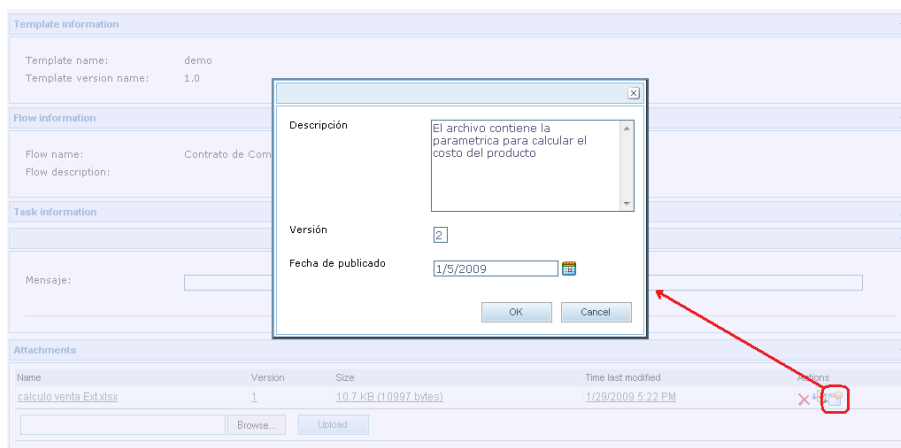 Template information
Template name: demo
Template version name: 1.0
Flow information
Flow name: Contrato de Com
Flow description:
Task information
Mensaje:
Descripción
El archivo contiene la
parametrica para calcular el
costo del producto
Versión
2
Fecha de publicado
1/5/2009
OK Cancel
Attachments
Name Version Size Time last modified Actions
calculo venta Ext.xlsx 1 10.7 KB (10997 bytes) 1/29/2009 5:22 PM
Browse... Upload